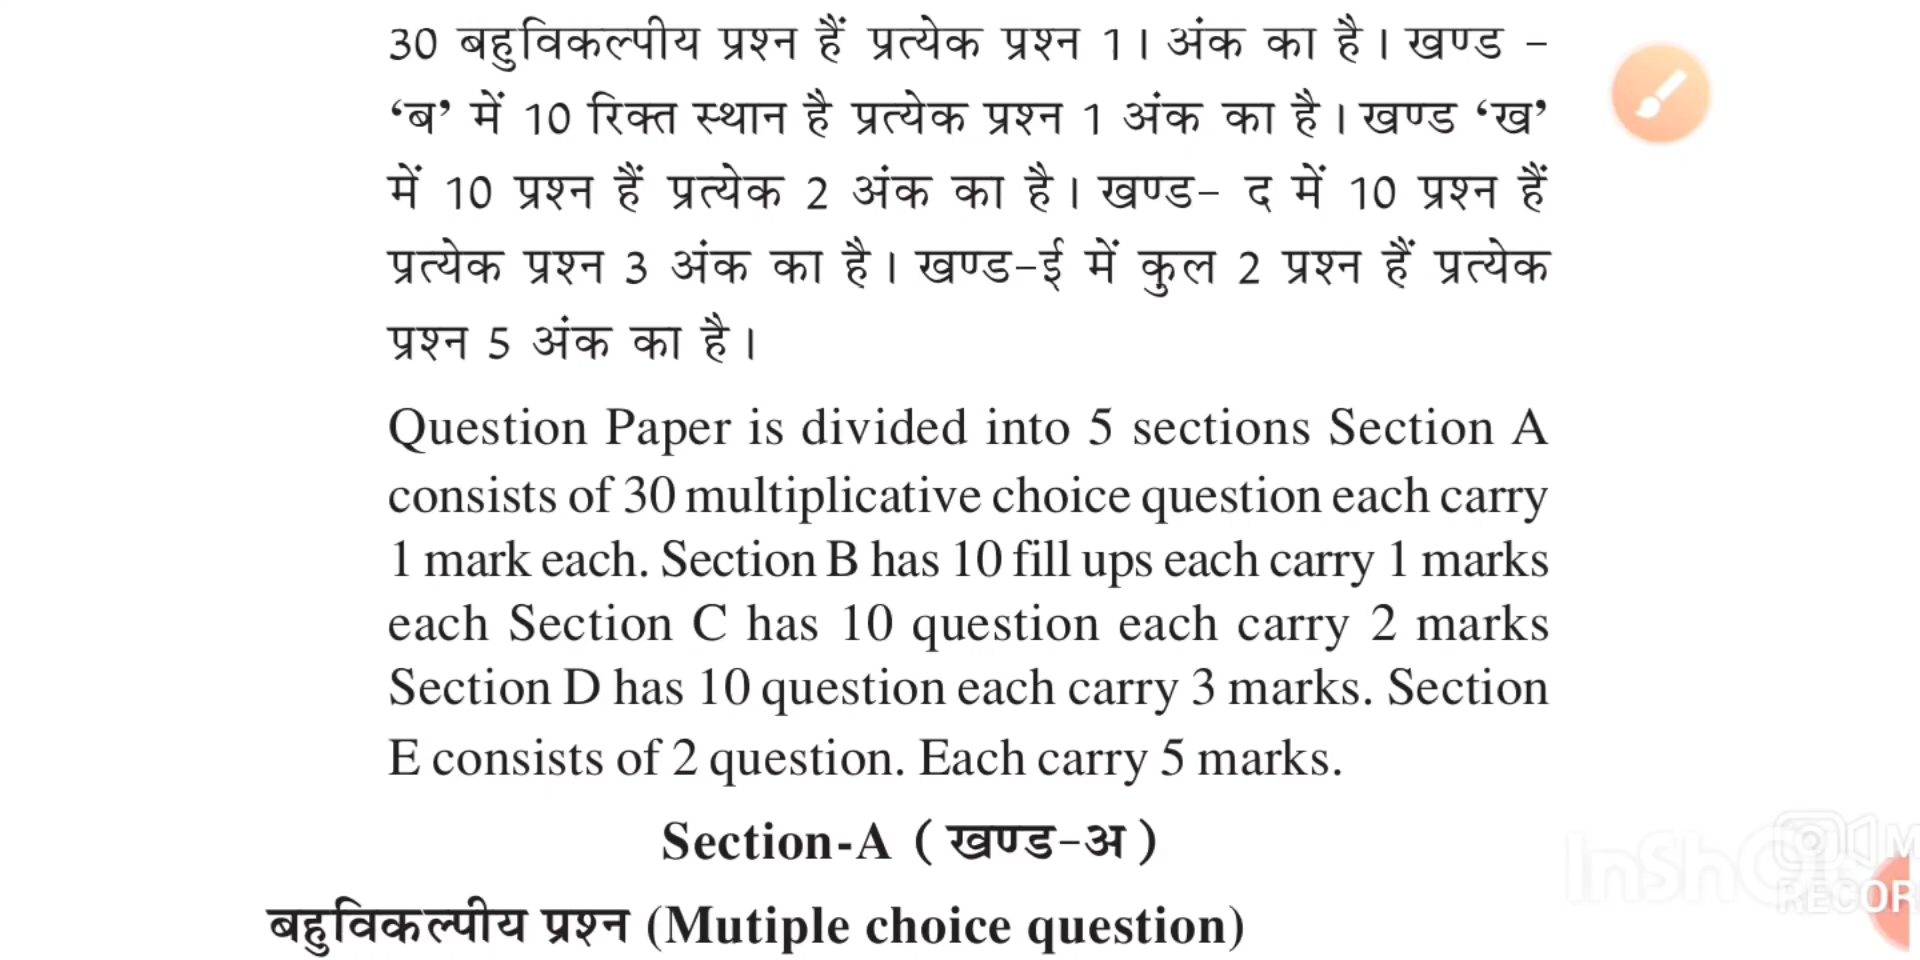 30 बहुविकल्पीय प्रश्न हैं प्रत्येक प्रश्न 1। अंक का है। खण्ड –
‘ब’ में 10 रिक्त स्थान है प्रत्येक प्रश्न 1 अंक का है। खण्ड ‘ख’
में 10 प्रश्न हैं प्रत्येक 2 अंक का है। खण्ड– द में 10 प्रश्न हैं
प्रत्येक प्रश्न 3 अंक का है। खण्ड–ई में कुल 2 प्रश्न हैं प्रत्येक
प्रश्न 5 अंक का है।
Question Paper is divided into 5 sections Section A
consists of 30 multiplicative choice question each carry
1 mark each. Section B has 10 fill ups each carry 1 marks
each Section C has 10 question each carry 2 marks
Section D has 10 question each carry 3 marks. Section
E consists of 2 question. Each carry 5 marks.
Section-A ( खण्ड–अ )
बहुविकल्पीय प्रश्न (Mutiple choice question)
InSh
RECOR